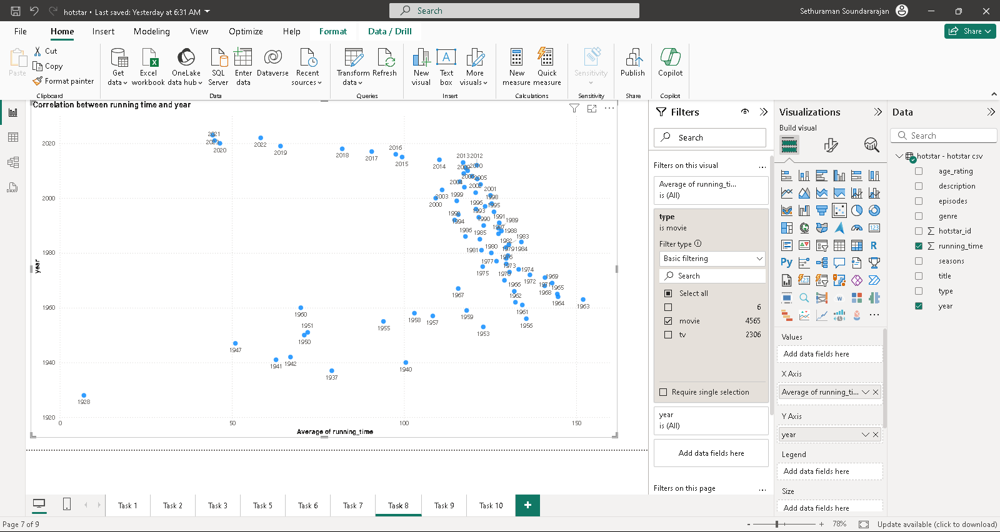 hotstar • Last saved: Yesterday at 6:31 AM
Search
Sethuraman Soundararajan
File
Home
Insert
Modeling
View
Optimize
Help
Format
Data / Drill
Share
Paste
Cut
Copy
Format painter
Clipboard
Get data
Excel workbook
OneLake data hub
SQL Server
Enter data
Dataverse
Recent sources
Data
Transform data
Refresh
Queries
New visual
Text box
More visuals
Insert
New measure
Quick measure
Calculations
Sensitivity
Sensitivity
Publish
Share
Copilot
Copilot
DAX
Correlation between running time and year
year
2020
2000
1980
1960
1940
1920
2021
2020
2022
2019
2018
2017
2016
2015
2014
2013
2012
2010
2005
2004
2003
2001
2000
1999
1998
1996
1995
1993
1994
1991
1990
1989
1988
1986
1985
1983
1982
1984
1981
1980
1979
1977
1976
1975
1973
1974
1972
1969
1968
1966
1965
1967
1962
1964
1963
1961
1960
1959
1958
1957
1956
1955
1953
1951
1950
1947
1941
1942
1940
1937
1928
0
50
100
150
Average of running_time
Filters
Search
Filters on this visual
Average of running_ti...
is (All)
type
is movie
Filter type
Basic filtering
Search
Select all
6
movie 4565
tv 2306
Require single selection
year
is (All)
Add data fields here
Filters on this page
Visualizations
Build visual
123
R
Py
Values
Add data fields here
X Axis
Average of running_ti...
Y Axis
year
Legend
Add data fields here
Size
Add data fields here
Data
Search
hotstar - hotstar csv
age_rating
description
episodes
genre
hotstar_id
running_time
seasons
title
type
year
Task 1
Task 2
Task 3
Task 5
Task 6
Task 7
Task 8
Task 9
Task 10
Page 7 of 9
78%
Update available (click to download)